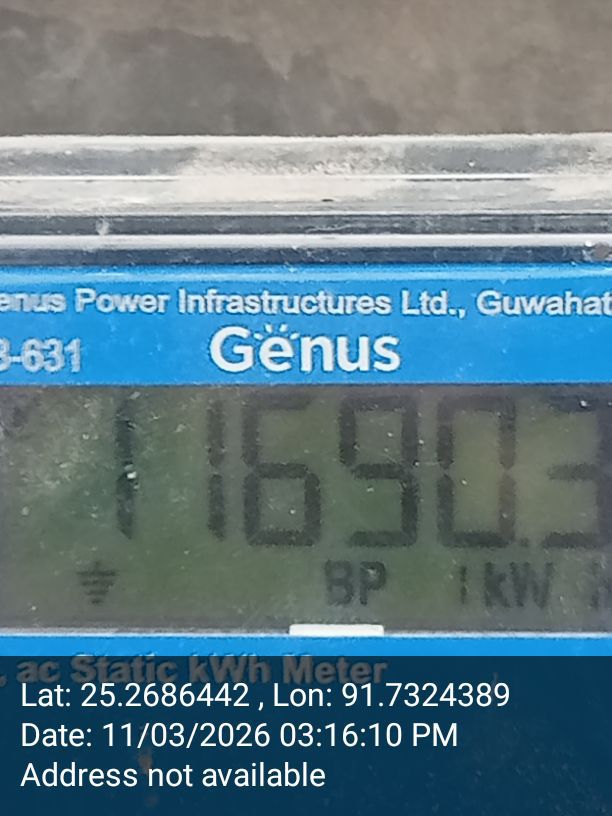 enus Power Infrastructures Ltd., Guwahat
3-631
Genus
11690.3
BP 1 kW
, ac Static kWh Meter
Lat: 25.2686442 , Lon: 91.7324389
Date: 11/03/2026 03:16:10 PM
Address not available